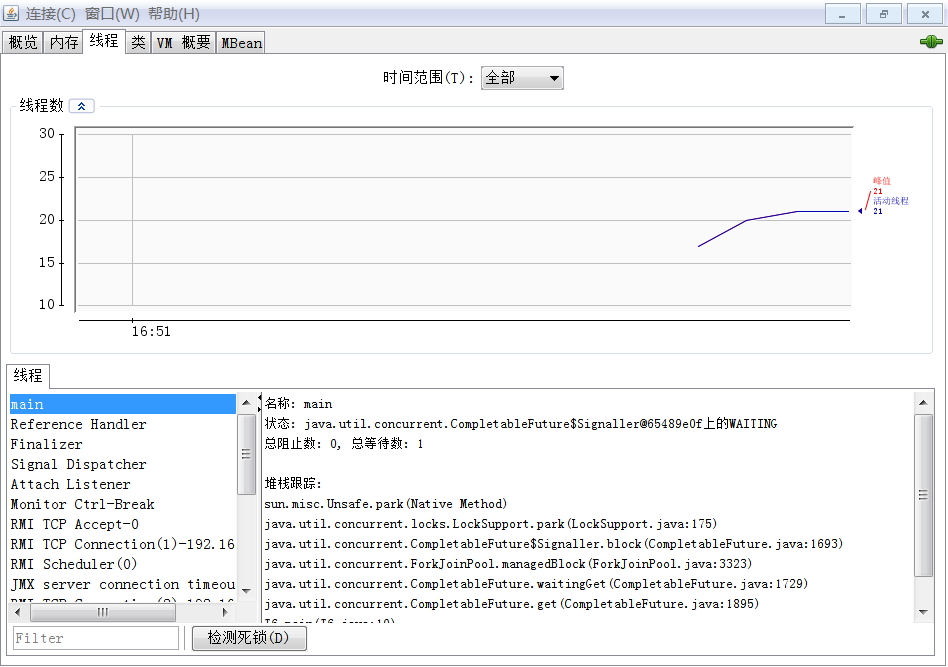 连接(C) 窗口(W) 帮助(H)
概览 内存 线程 类 VM 概要 MBean
时间范围(T): 全部
线程数
30
25
20
15
10
16:51
峰值
21
活动线程
21
线程
main
Reference Handler
Finalizer
Signal Dispatcher
Attach Listener
Monitor Ctrl-Break
RMI TCP Accept-0
RMI TCP Connection(1)-192.16
RMI Scheduler(0)
JMX server connection timeou
名称: main
状态: java.util.concurrent.CompletableFuture$Signaller@65489e0f上的WAITING
总阻止数: 0, 总等待数: 1
堆栈跟踪:
sun.misc.Unsafe.park(Native Method)
java.util.concurrent.locks.LockSupport.park(LockSupport.java:175)
java.util.concurrent.CompletableFuture$Signaller.block(CompletableFuture.java:1693)
java.util.concurrent.ForkJoinPool.managedBlock(ForkJoinPool.java:3323)
java.util.concurrent.CompletableFuture.waitingGet(CompletableFuture.java:1729)
java.util.concurrent.CompletableFuture.get(CompletableFuture.java:1895)
Filter
检测死锁(D)